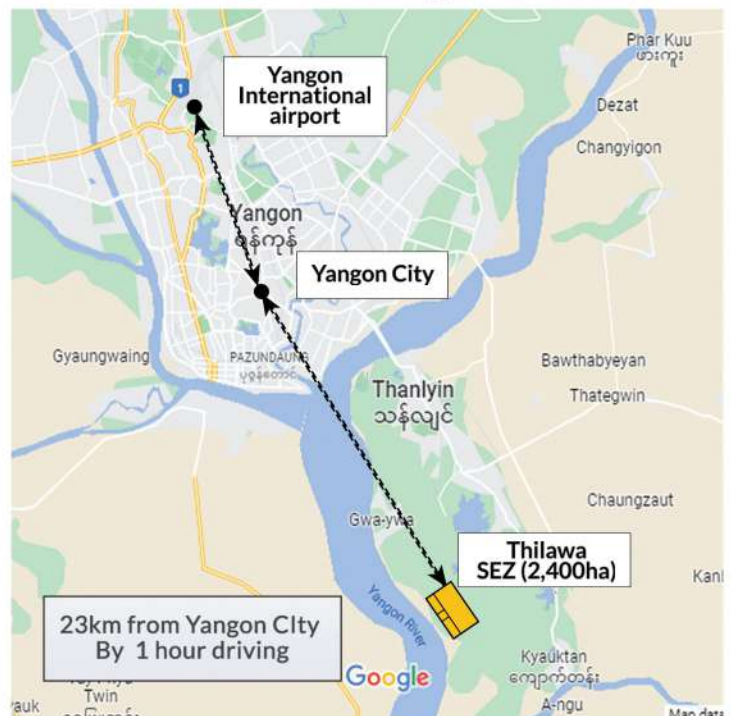 Phar Kuu
ဖားကူး
1
Yangon
International
airport
Dezat
Changyigon
Yangon
ရန်ကုန်
Yangon City
Gyaungwaing
PAZUNDAUNG
ပုဇွန်တောင်
Bawthabyeyan
Thanlyin
သန်လျင်
Thategwin
Chaungzaut
Gwa-ywa
Thilawa
SEZ (2,400ha)
23km from Yangon CIty
By 1 hour driving
Yangon River
Google
Kyauktan
ကျောက်တန်း
Twin
A-ngu
Map data